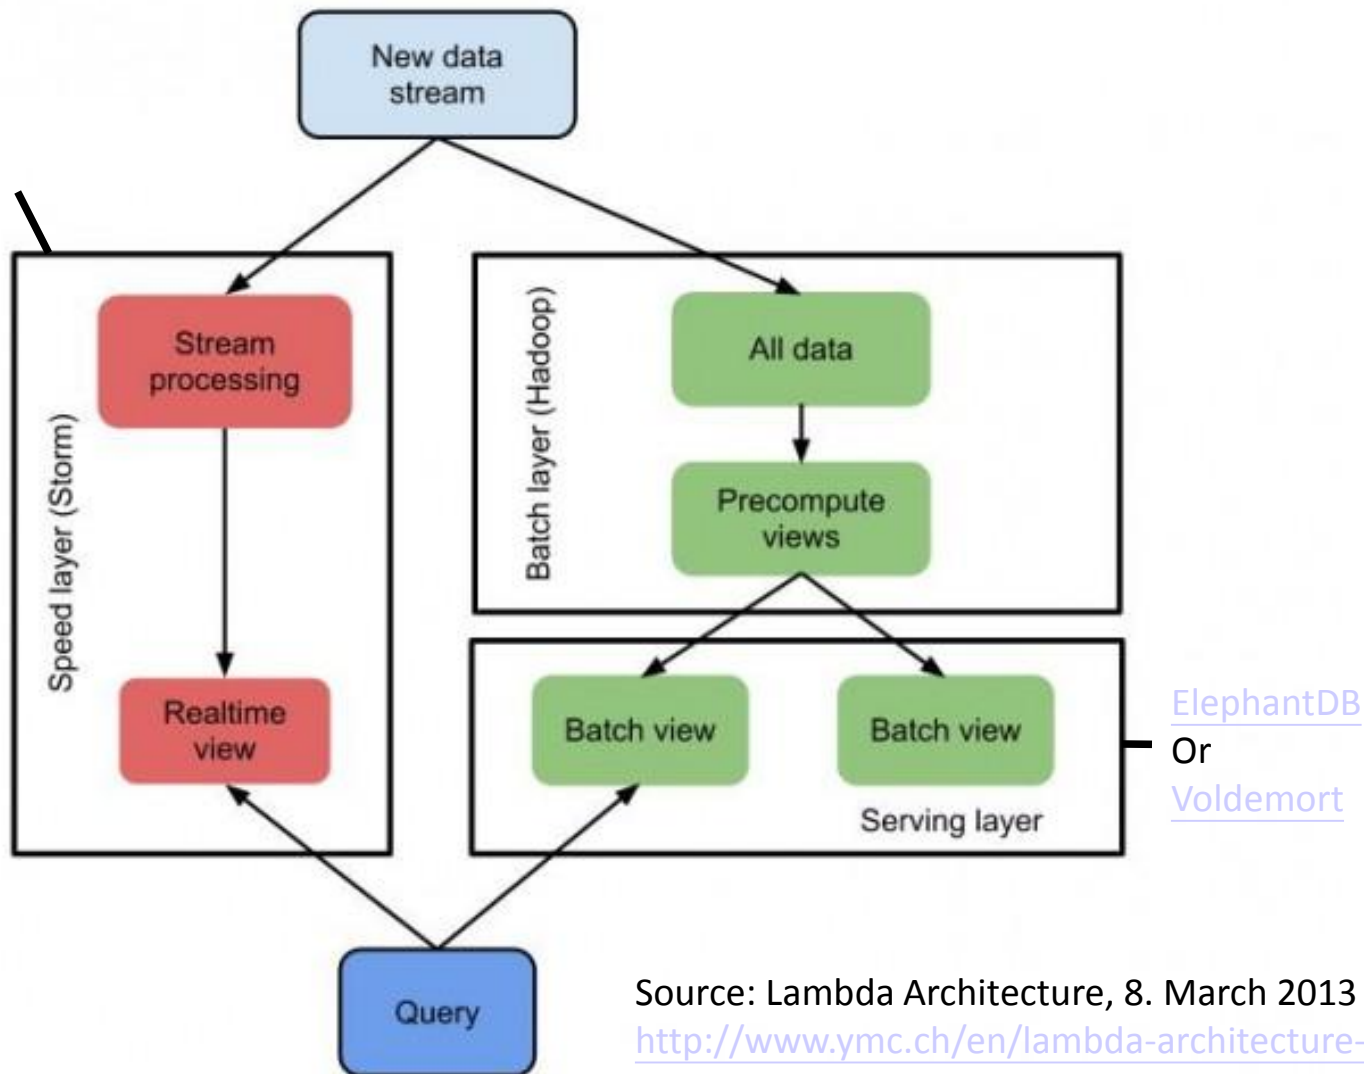 New data
stream
Stream
processing
Speed layer (Storm)
Realtime
view
Batch layer (Hadoop)
All data
Precompute
views
Batch view
Batch view
Serving layer
ElephantDB
Or
Voldemort
Query
Source: Lambda Architecture, 8. March 2013
http://www.ymc.ch/en/lambda-architecture-